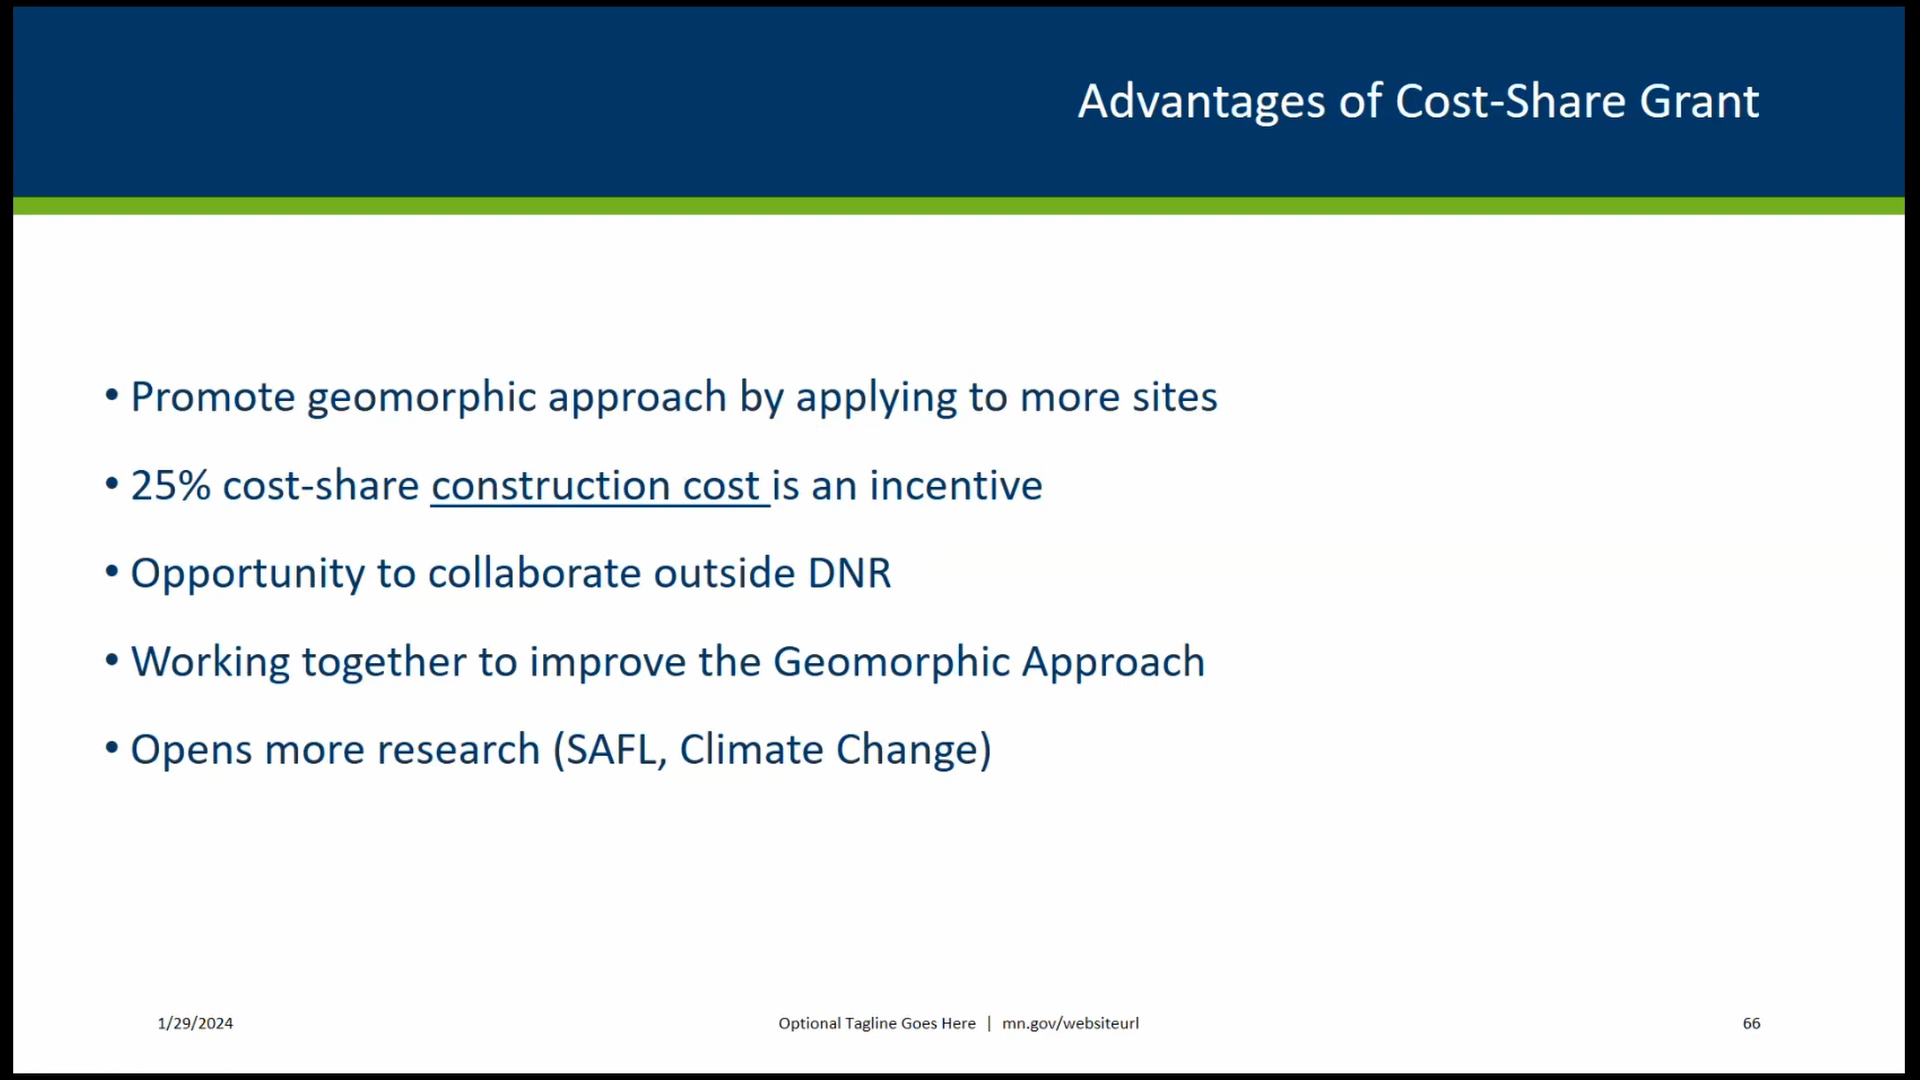 Advantages of Cost-Share Grant
• Promote geomorphic approach by applying to more sites
• 25% cost-share construction cost is an incentive
• Opportunity to collaborate outside DNR
• Working together to improve the Geomorphic Approach
• Opens more research (SAFL, Climate Change)
1/29/2024
Optional Tagline Goes Here | mn.gov/websiteurl
66